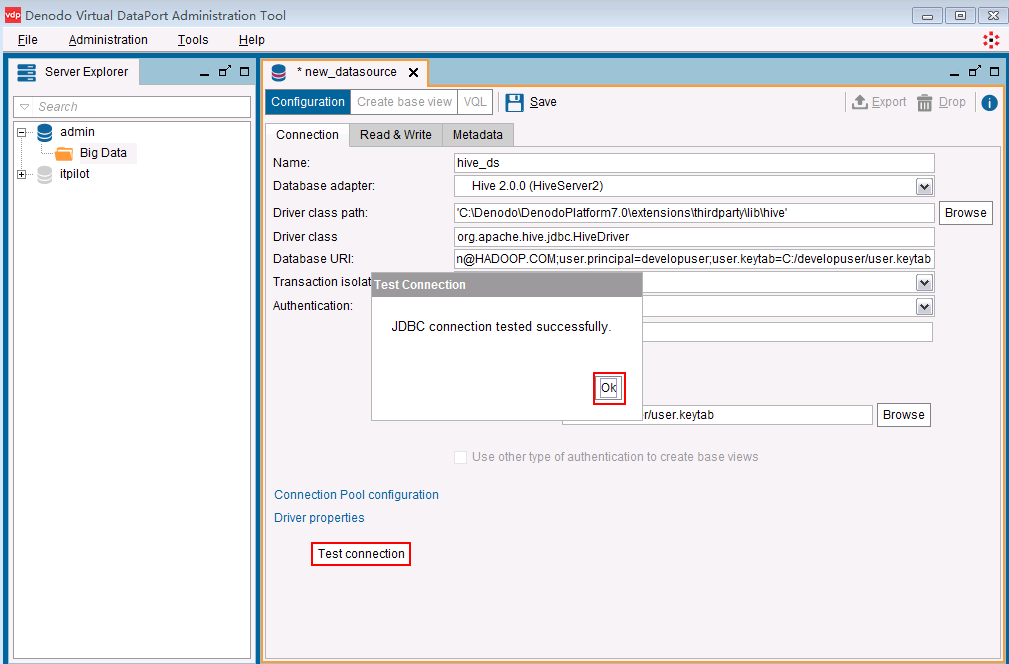 vdp Denodo Virtual DataPort Administration Tool
File Administration Tools Help
Server Explorer
Search
admin
Big Data
itpilot
* new_datasource
Configuration Create base view VQL Save Export Drop
Connection Read & Write Metadata
Name: hive_ds
Database adapter: Hive 2.0.0 (HiveServer2)
Driver class path: 'C:\Denodo\DenodoPlatform7.0\extensions\thirdparty\lib\hive' Browse
Driver class org.apache.hive.jdbc.HiveDriver
Database URI: n@HADOOP.COM;user.principal=developuser;user.keytab=C:/developuser/user.keytab
Transaction isolat
Authentication:
Test Connection
JDBC connection tested successfully.
Ok
r/user.keytab Browse
Use other type of authentication to create base views
Connection Pool configuration
Driver properties
Test connection